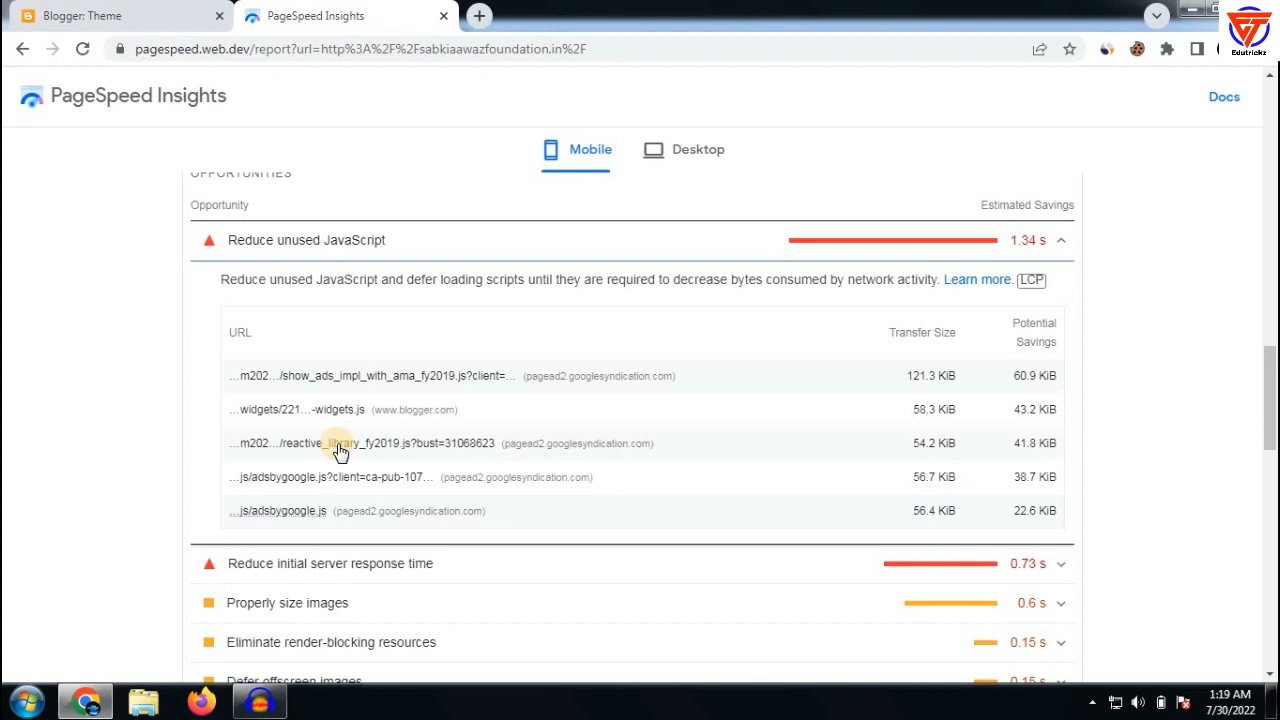 Blogger: Theme
PageSpeed Insights
Edutrickz
pagespeed.web.dev/report?url=http%3A%2F%2Fsabkiaawazfoundation.in%2F
PageSpeed Insights
Docs
Mobile
Desktop
OPPORTUNITIES
Opportunity
Estimated Savings
Reduce unused JavaScript
1.34 s
Reduce unused JavaScript and defer loading scripts until they are required to decrease bytes consumed by network activity. Learn more. LCP
URL
Transfer Size
Potential
Savings
…m202…/show_ads_impl_with_ama_fy2019.js?client=… (pagead2.googlesyndication.com) 121.3 KiB 60.9 KiB
…widgets/221…-widgets.js (www.blogger.com) 58.3 KiB 43.2 KiB
…m202…/reactive_library_fy2019.js?bust=31068623 (pagead2.googlesyndication.com) 54.2 KiB 41.8 KiB
…js/adsbygoogle.js?client=ca-pub-107… (pagead2.googlesyndication.com) 56.7 KiB 38.7 KiB
…js/adsbygoogle.js (pagead2.googlesyndication.com) 56.4 KiB 22.6 KiB
Reduce initial server response time 0.73 s
Properly size images 0.6 s
Eliminate render-blocking resources 0.15 s
Defer offscreen images 0.15 s
1:19 AM
7/30/2022